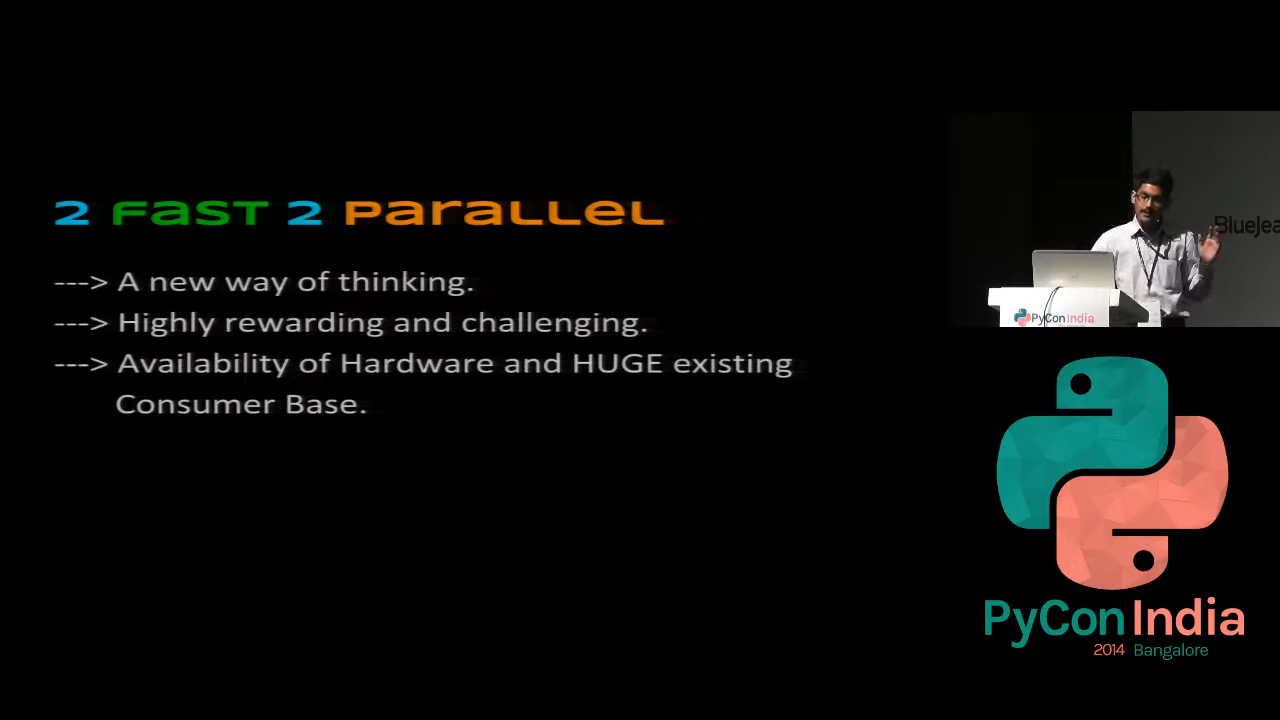 2 Fast 2 Parallel
---> A new way of thinking.
---> Highly rewarding and challenging.
---> Availability of Hardware and HUGE existing
Consumer Base.
PyCon India
PyCon India
2014 Bangalore